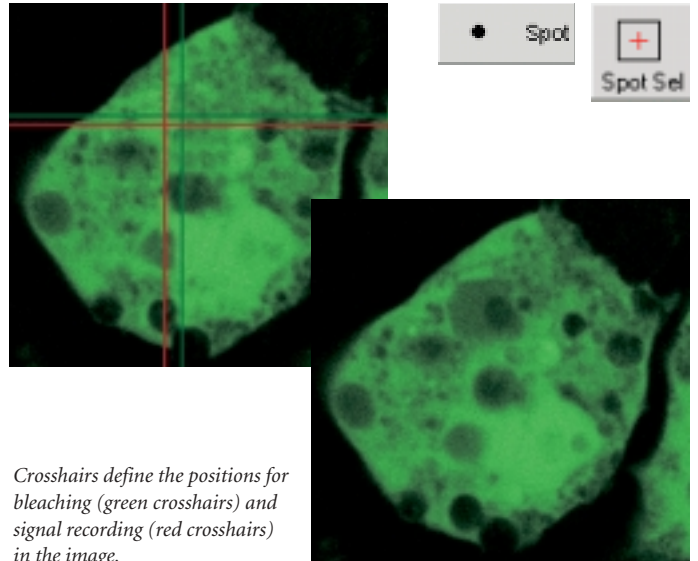 Spot
Spot Sel
Crosshairs define the positions for
bleaching (green crosshairs) and
signal recording (red crosshairs)
in the image.